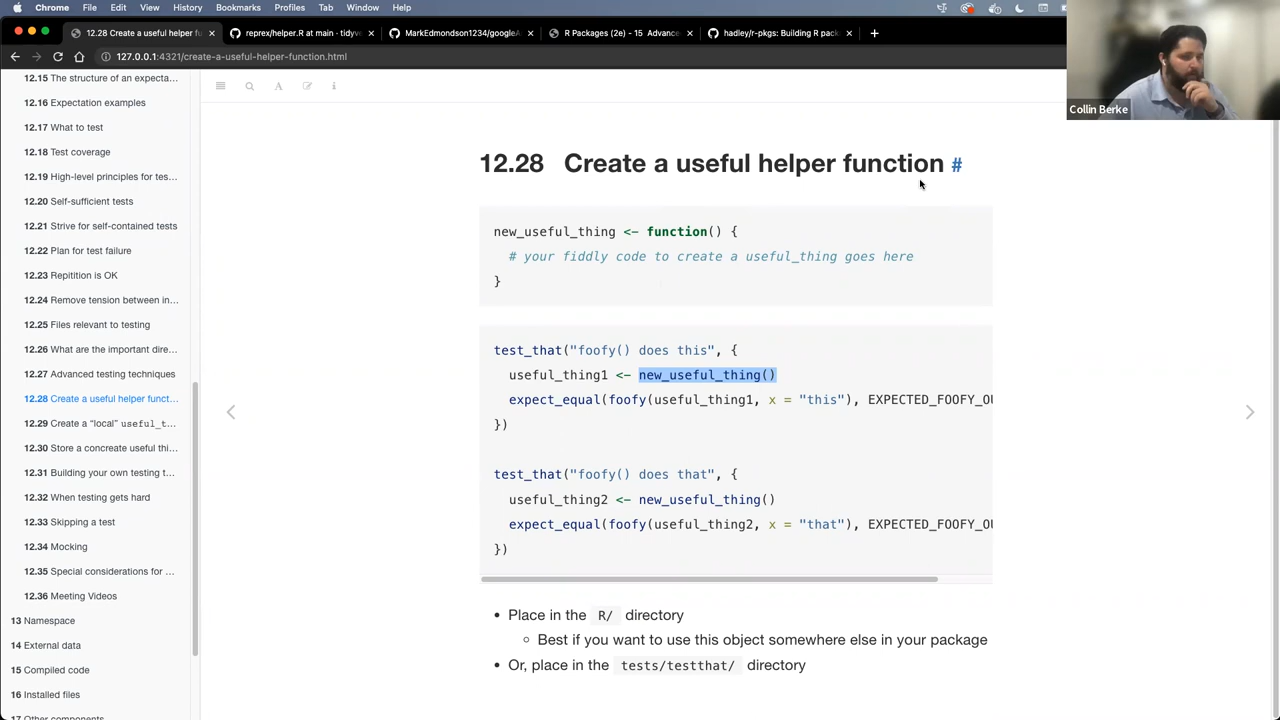 Chrome File Edit View History Bookmarks Profiles Tab Window Help
12.28 Create a useful helper f
reprex/helper.R at main · tidyv
MarkEdmondson1234/googleA
R Packages (2e) - 15 Advance
hadley/r-pkgs: Building R pack
127.0.0.1:4321/create-a-useful-helper-function.html
Collin Berke
12.15 The structure of an expecta...
12.16 Expectation examples
12.17 What to test
12.18 Test coverage
12.19 High-level principles for tes...
12.20 Self-sufficient tests
12.21 Strive for self-contained tests
12.22 Plan for test failure
12.23 Repitition is OK
12.24 Remove tension between in...
12.25 Files relevant to testing
12.26 What are the important dire...
12.27 Advanced testing techniques
12.28 Create a useful helper funct...
12.29 Create a “local” useful_t...
12.30 Store a concreate useful thi...
12.31 Building your own testing t...
12.32 When testing gets hard
12.33 Skipping a test
12.34 Mocking
12.35 Special considerations for ...
12.36 Meeting Videos
13 Namespace
14 External data
15 Compiled code
16 Installed files
17 Other components
12.28 Create a useful helper function #
new_useful_thing <- function() {
# your fiddly code to create a useful_thing goes here
}
test_that("foofy() does this", {
useful_thing1 <- new_useful_thing()
expect_equal(foofy(useful_thing1, x = "this"), EXPECTED_FOOFY_OU
})
test_that("foofy() does that", {
useful_thing2 <- new_useful_thing()
expect_equal(foofy(useful_thing2, x = "that"), EXPECTED_FOOFY_OU
})
• Place in the R/ directory
◦ Best if you want to use this object somewhere else in your package
• Or, place in the tests/testthat/ directory